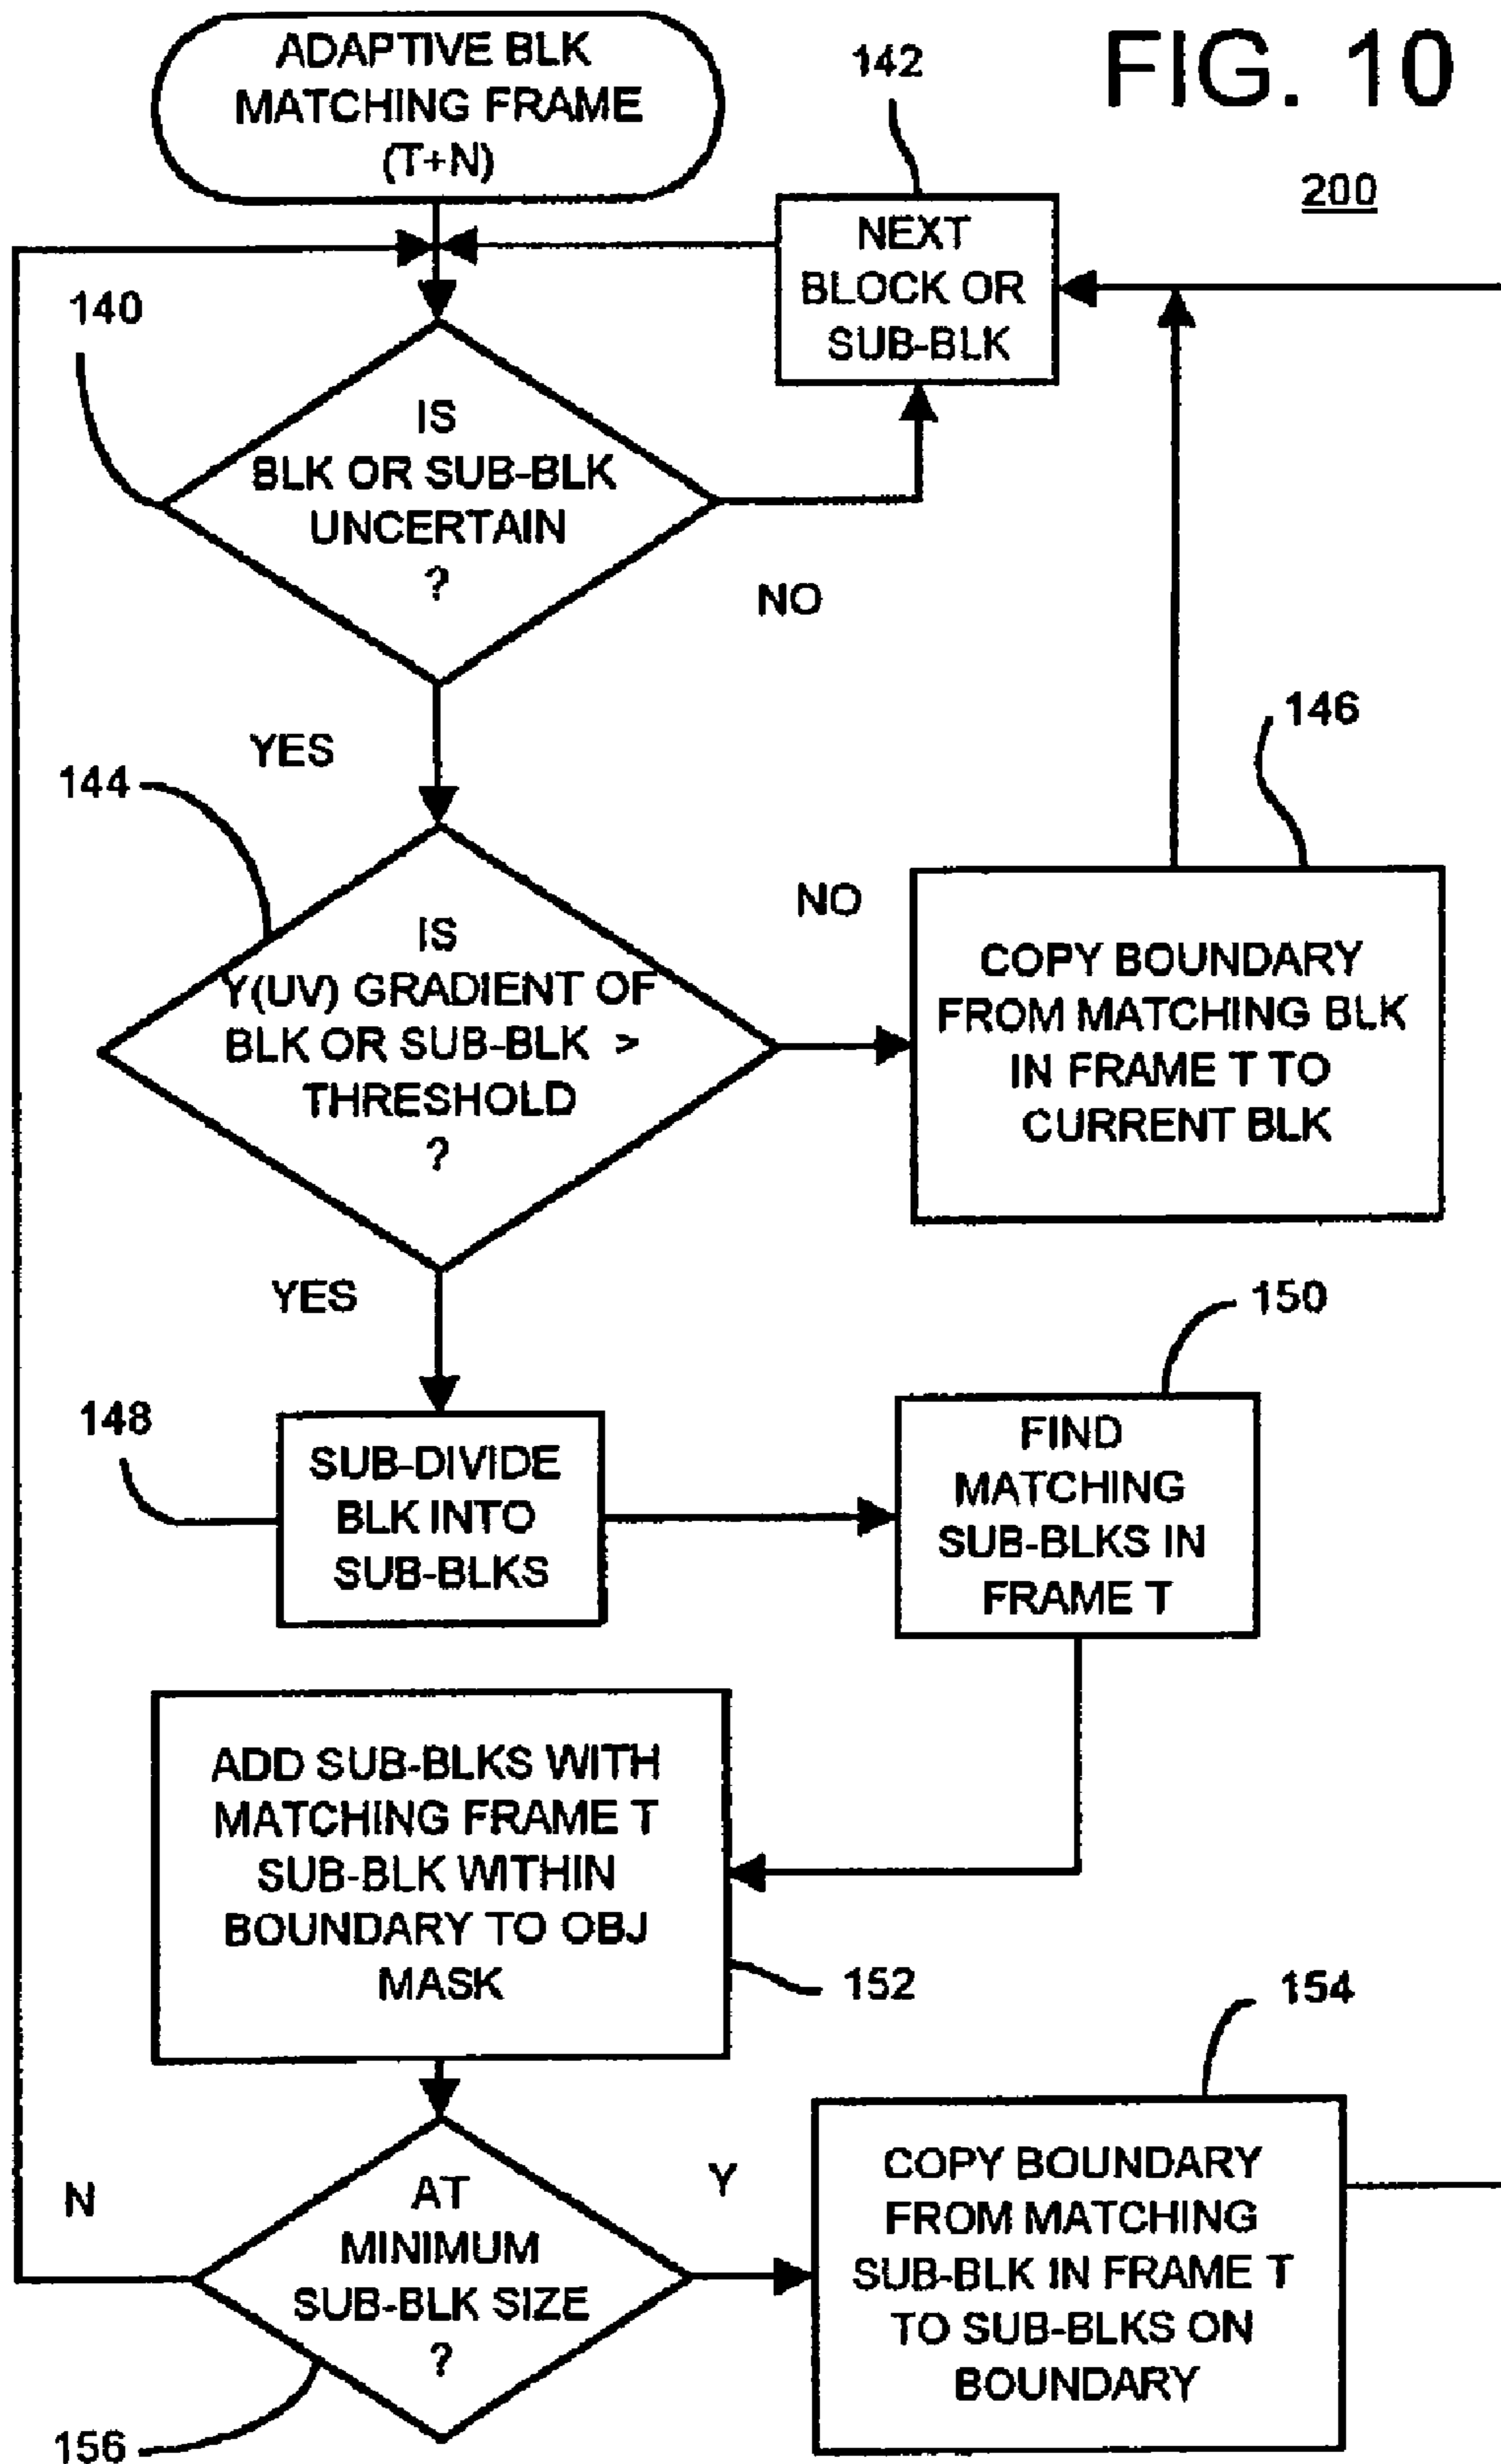 FIG. 10
200
ADAPTIVE BLK
MATCHING FRAME
(T+N)
142
NEXT
BLOCK OR
SUB-BLK
140
IS
BLK OR SUB-BLK
UNCERTAIN
?
NO
YES
144
IS
Y(UV) GRADIENT OF
BLK OR SUB-BLK >
THRESHOLD
?
NO
146
COPY BOUNDARY
FROM MATCHING BLK
IN FRAME T TO
CURRENT BLK
YES
148
SUB-DIVIDE
BLK INTO
SUB-BLKS
150
FIND
MATCHING
SUB-BLKS IN
FRAME T
ADD SUB-BLKS WITH
MATCHING FRAME T
SUB-BLK WITHIN
BOUNDARY TO OBJ
MASK
152
154
N
AT
MINIMUM
SUB-BLK SIZE
?
Y
COPY BOUNDARY
FROM MATCHING
SUB-BLK IN FRAME T
TO SUB-BLKS ON
BOUNDARY
156